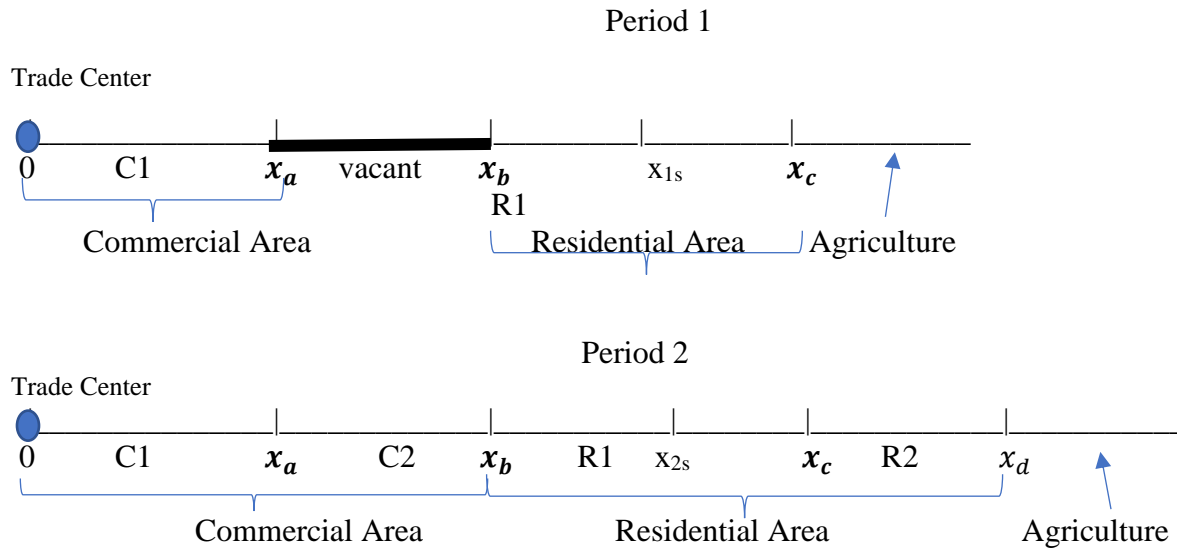 Period 1
Trade Center
0 C1 x_a vacant x_b x_1s x_c
R1
Commercial Area Residential Area Agriculture
Period 2
Trade Center
0 C1 x_a C2 x_b R1 x_2s x_c R2 x_d
Commercial Area Residential Area Agriculture